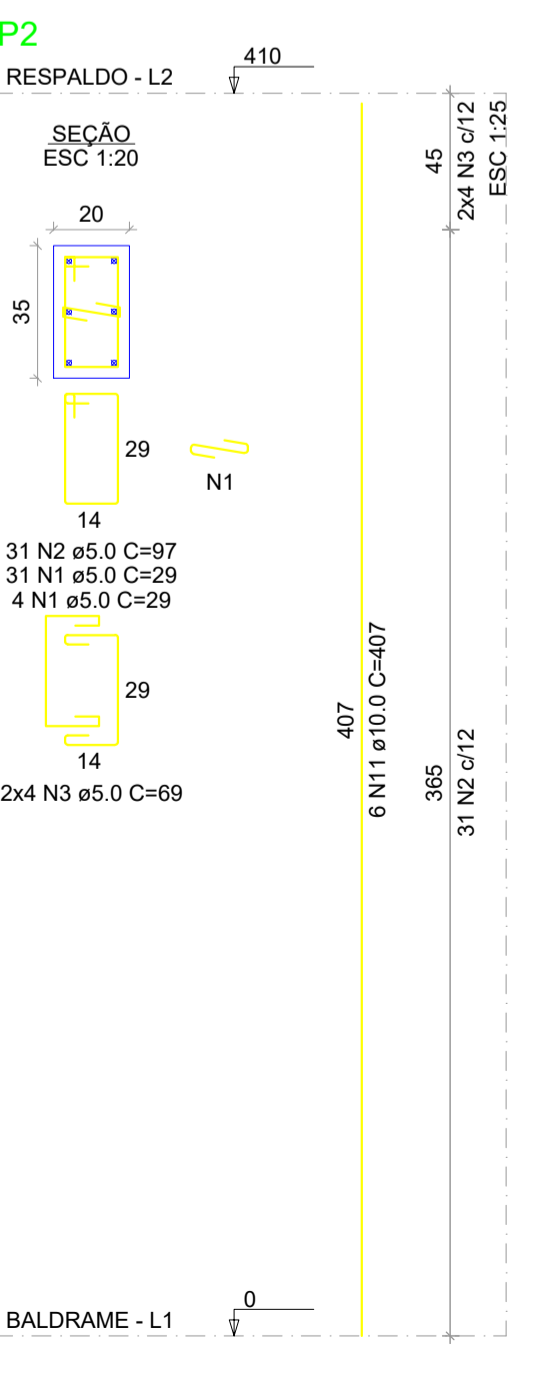 P2
410
RESPALDO - L2
SEÇÃO
ESC 1:20
20
35
29
14
N1
31 N2 ø5.0 C=97
31 N1 ø5.0 C=29
4 N1 ø5.0 C=29
29
14
2x4 N3 ø5.0 C=69
407
6 N11 ø10.0 C=407
45
2x4 N3 c/12
ESC 1:25
365
31 N2 c/12
0
BALDRAME - L1